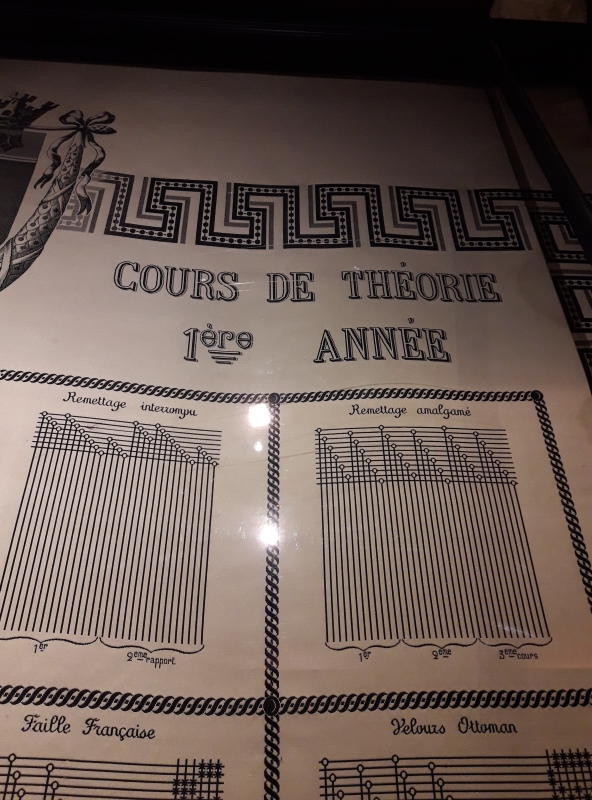 COURS DE THÉORIE
1ère ANNÉE
Remettage interrompu
Remettage amalgamé
1er 2eme rapport.
1er 2ème 3ème cours
Faille Française
Velours Ottoman